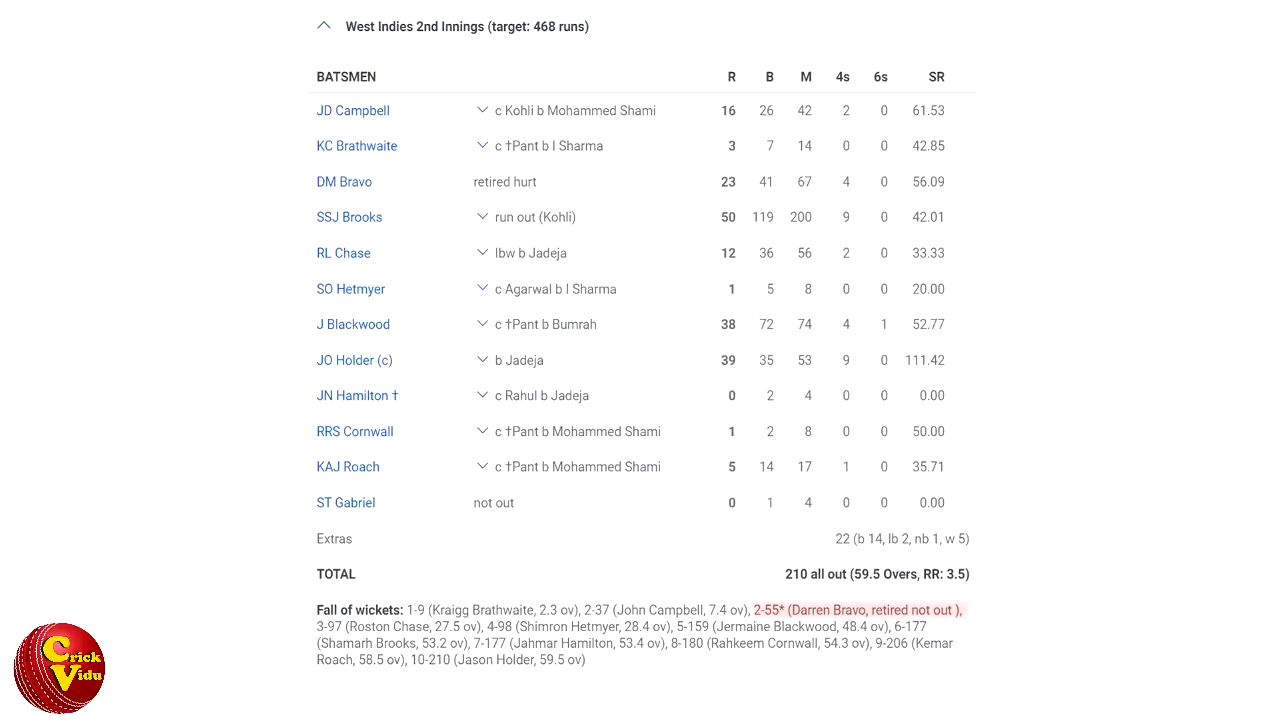 West Indies 2nd Innings (target: 468 runs)
BATSMEN R B M 4s 6s SR
JD Campbell c Kohli b Mohammed Shami 16 26 42 2 0 61.53
KC Brathwaite c †Pant b I Sharma 3 7 14 0 0 42.85
DM Bravo retired hurt 23 41 67 4 0 56.09
SSJ Brooks run out (Kohli) 50 119 200 9 0 42.01
RL Chase lbw b Jadeja 12 36 56 2 0 33.33
SO Hetmyer c Agarwal b I Sharma 1 5 8 0 0 20.00
J Blackwood c †Pant b Bumrah 38 72 74 4 1 52.77
JO Holder (c) b Jadeja 39 35 53 9 0 111.42
JN Hamilton † c Rahul b Jadeja 0 2 4 0 0 0.00
RRS Cornwall c †Pant b Mohammed Shami 1 2 8 0 0 50.00
KAJ Roach c †Pant b Mohammed Shami 5 14 17 1 0 35.71
ST Gabriel not out 0 1 4 0 0 0.00
Extras 22 (b 14, lb 2, nb 1, w 5)
TOTAL 210 all out (59.5 Overs, RR: 3.5)
Fall of wickets: 1-9 (Kraigg Brathwaite, 2.3 ov), 2-37 (John Campbell, 7.4 ov), 2-55* (Darren Bravo, retired not out ),
3-97 (Roston Chase, 27.5 ov), 4-98 (Shimron Hetmyer, 28.4 ov), 5-159 (Jermaine Blackwood, 48.4 ov), 6-177
(Shamarh Brooks, 53.2 ov), 7-177 (Jahmar Hamilton, 53.4 ov), 8-180 (Rahkeem Cornwall, 54.3 ov), 9-206 (Kemar
Roach, 58.5 ov), 10-210 (Jason Holder, 59.5 ov)
Crick
Vidu